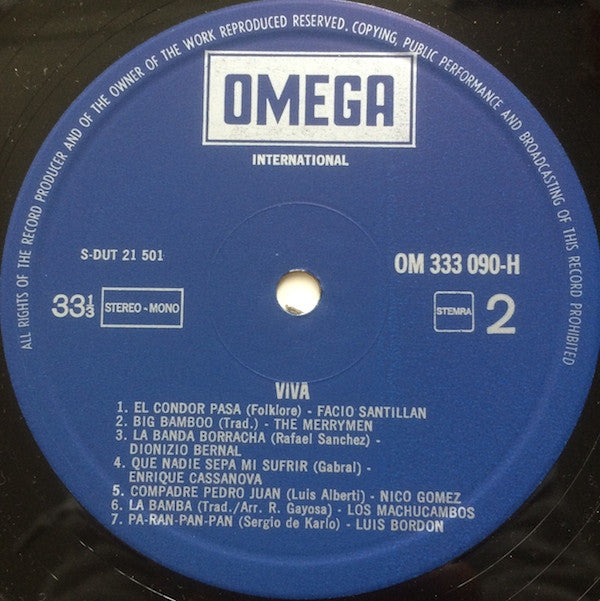 ALL RIGHTS OF THE RECORD PRODUCER AND OF THE OWNER OF THE WORK REPRODUCED RESERVED. COPYING, PUBLIC PERFORMANCE AND BROADCASTING OF THIS RECORD PROHIBITED
OMEGA
INTERNATIONAL
S-DUT 21 501
OM 333 090-H
33⅓ STEREO - MONO
STEMRA 2
VIVA
1. EL CONDOR PASA (Folklore) - FACIO SANTILLAN
2. BIG BAMBOO (Trad.) - THE MERRYMEN
3. LA BANDA BORRACHA (Rafael Sanchez) -
DIONIZIO BERNAL
4. QUE NADIE SEPA MI SUFRIR (Gabral) -
ENRIQUE CASSANOVA
5. COMPADRE PEDRO JUAN (Luis Alberti) - NICO GOMEZ
6. LA BAMBA (Trad./Arr. R. Gayosa) - LOS MACHUCAMBOS
7. PA-RAN-PAN-PAN (Sergio de Karlo) - LUIS BORDON